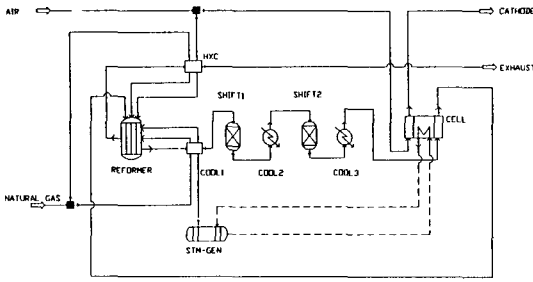 AIR
CATHODE
HXC
EXHAUST
SHIFT1
SHIFT2
CELL
REFORMER
COOL1
COOL2
COOL3
NATURAL GAS
STM-GEN